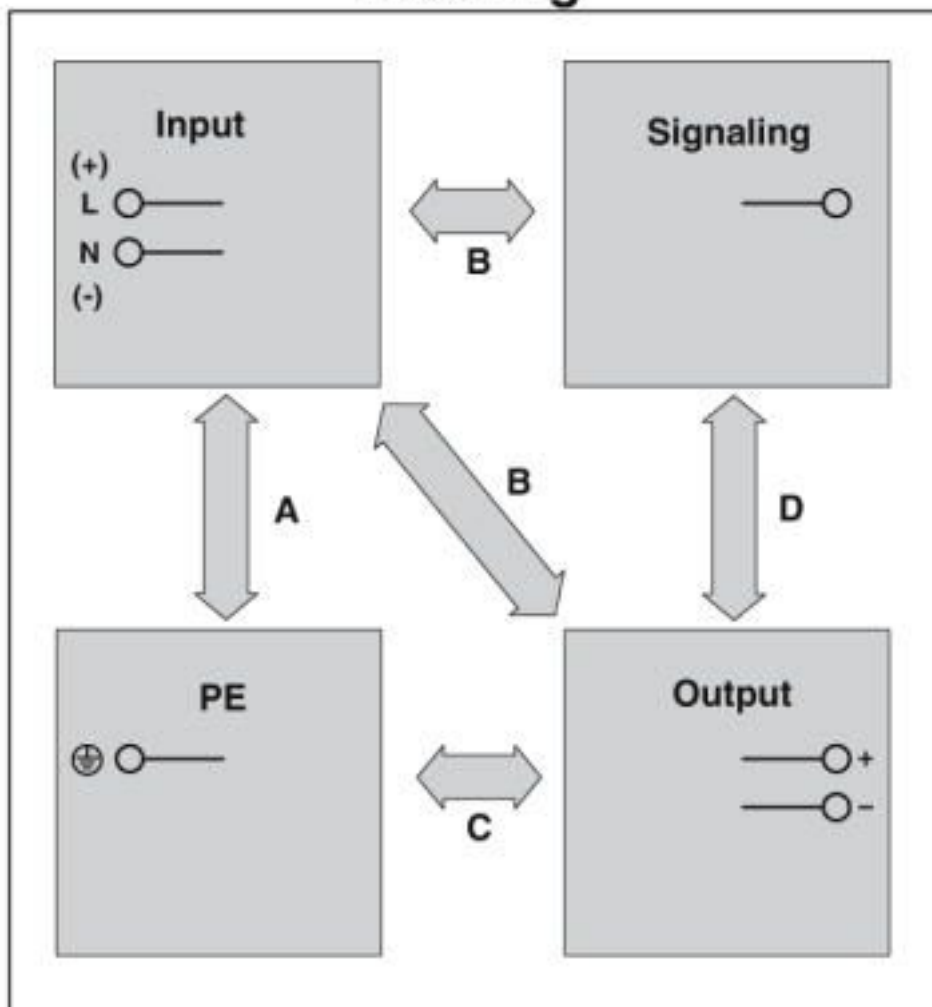 Input
(+)
L
N
(-)
Signaling
B
A
B
D
PE
Output
+
–
C